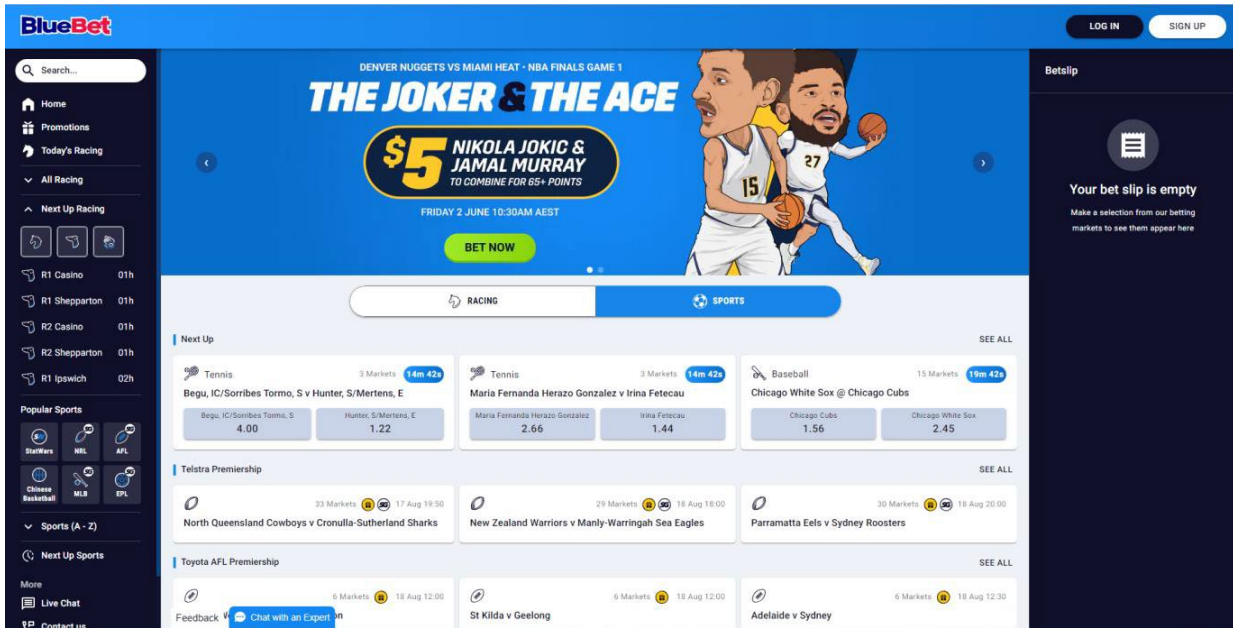 BlueBet
LOG IN
SIGN UP
Search...
Home
Promotions
Today's Racing
All Racing
Next Up Racing
R1 Casino 01h
R1 Shepparton 01h
R2 Casino 01h
R2 Shepparton 01h
R1 Ipswich 02h
Popular Sports
SW
StatWars
SG
NRL
SG
AFL
Chinese
Basketball
SG
MLB
SG
EPL
Sports (A - Z)
Next Up Sports
More
Live Chat
Contact us
DENVER NUGGETS VS MIAMI HEAT • NBA FINALS GAME 1
THE JOKER & THE ACE
$5
NIKOLA JOKIC &
JAMAL MURRAY
TO COMBINE FOR 65+ POINTS
FRIDAY 2 JUNE 10:30AM AEST
BET NOW
15
27
RACING
SPORTS
Next Up SEE ALL
Tennis 3 Markets 14m 42s
Begu, IC/Sorribes Tormo, S v Hunter, S/Mertens, E
Begu, IC/Sorribes Tormo, S
4.00
Hunter, S/Mertens, E
1.22
Tennis 3 Markets 14m 42s
Maria Fernanda Herazo Gonzalez v Irina Fetecau
Maria Fernanda Herazo Gonzalez
2.66
Irina Fetecau
1.44
Baseball 15 Markets 19m 42s
Chicago White Sox @ Chicago Cubs
Chicago Cubs
1.56
Chicago White Sox
2.45
Telstra Premiership SEE ALL
33 Markets SG 17 Aug 19:50
North Queensland Cowboys v Cronulla-Sutherland Sharks
29 Markets SG 18 Aug 18:00
New Zealand Warriors v Manly-Warringah Sea Eagles
30 Markets SG 18 Aug 20:00
Parramatta Eels v Sydney Roosters
Toyota AFL Premiership SEE ALL
6 Markets 18 Aug 12:00
6 Markets 18 Aug 12:00
St Kilda v Geelong
6 Markets 18 Aug 12:30
Adelaide v Sydney
Feedback
Chat with an Expert
Betslip
Your bet slip is empty
Make a selection from our betting
markets to see them appear here